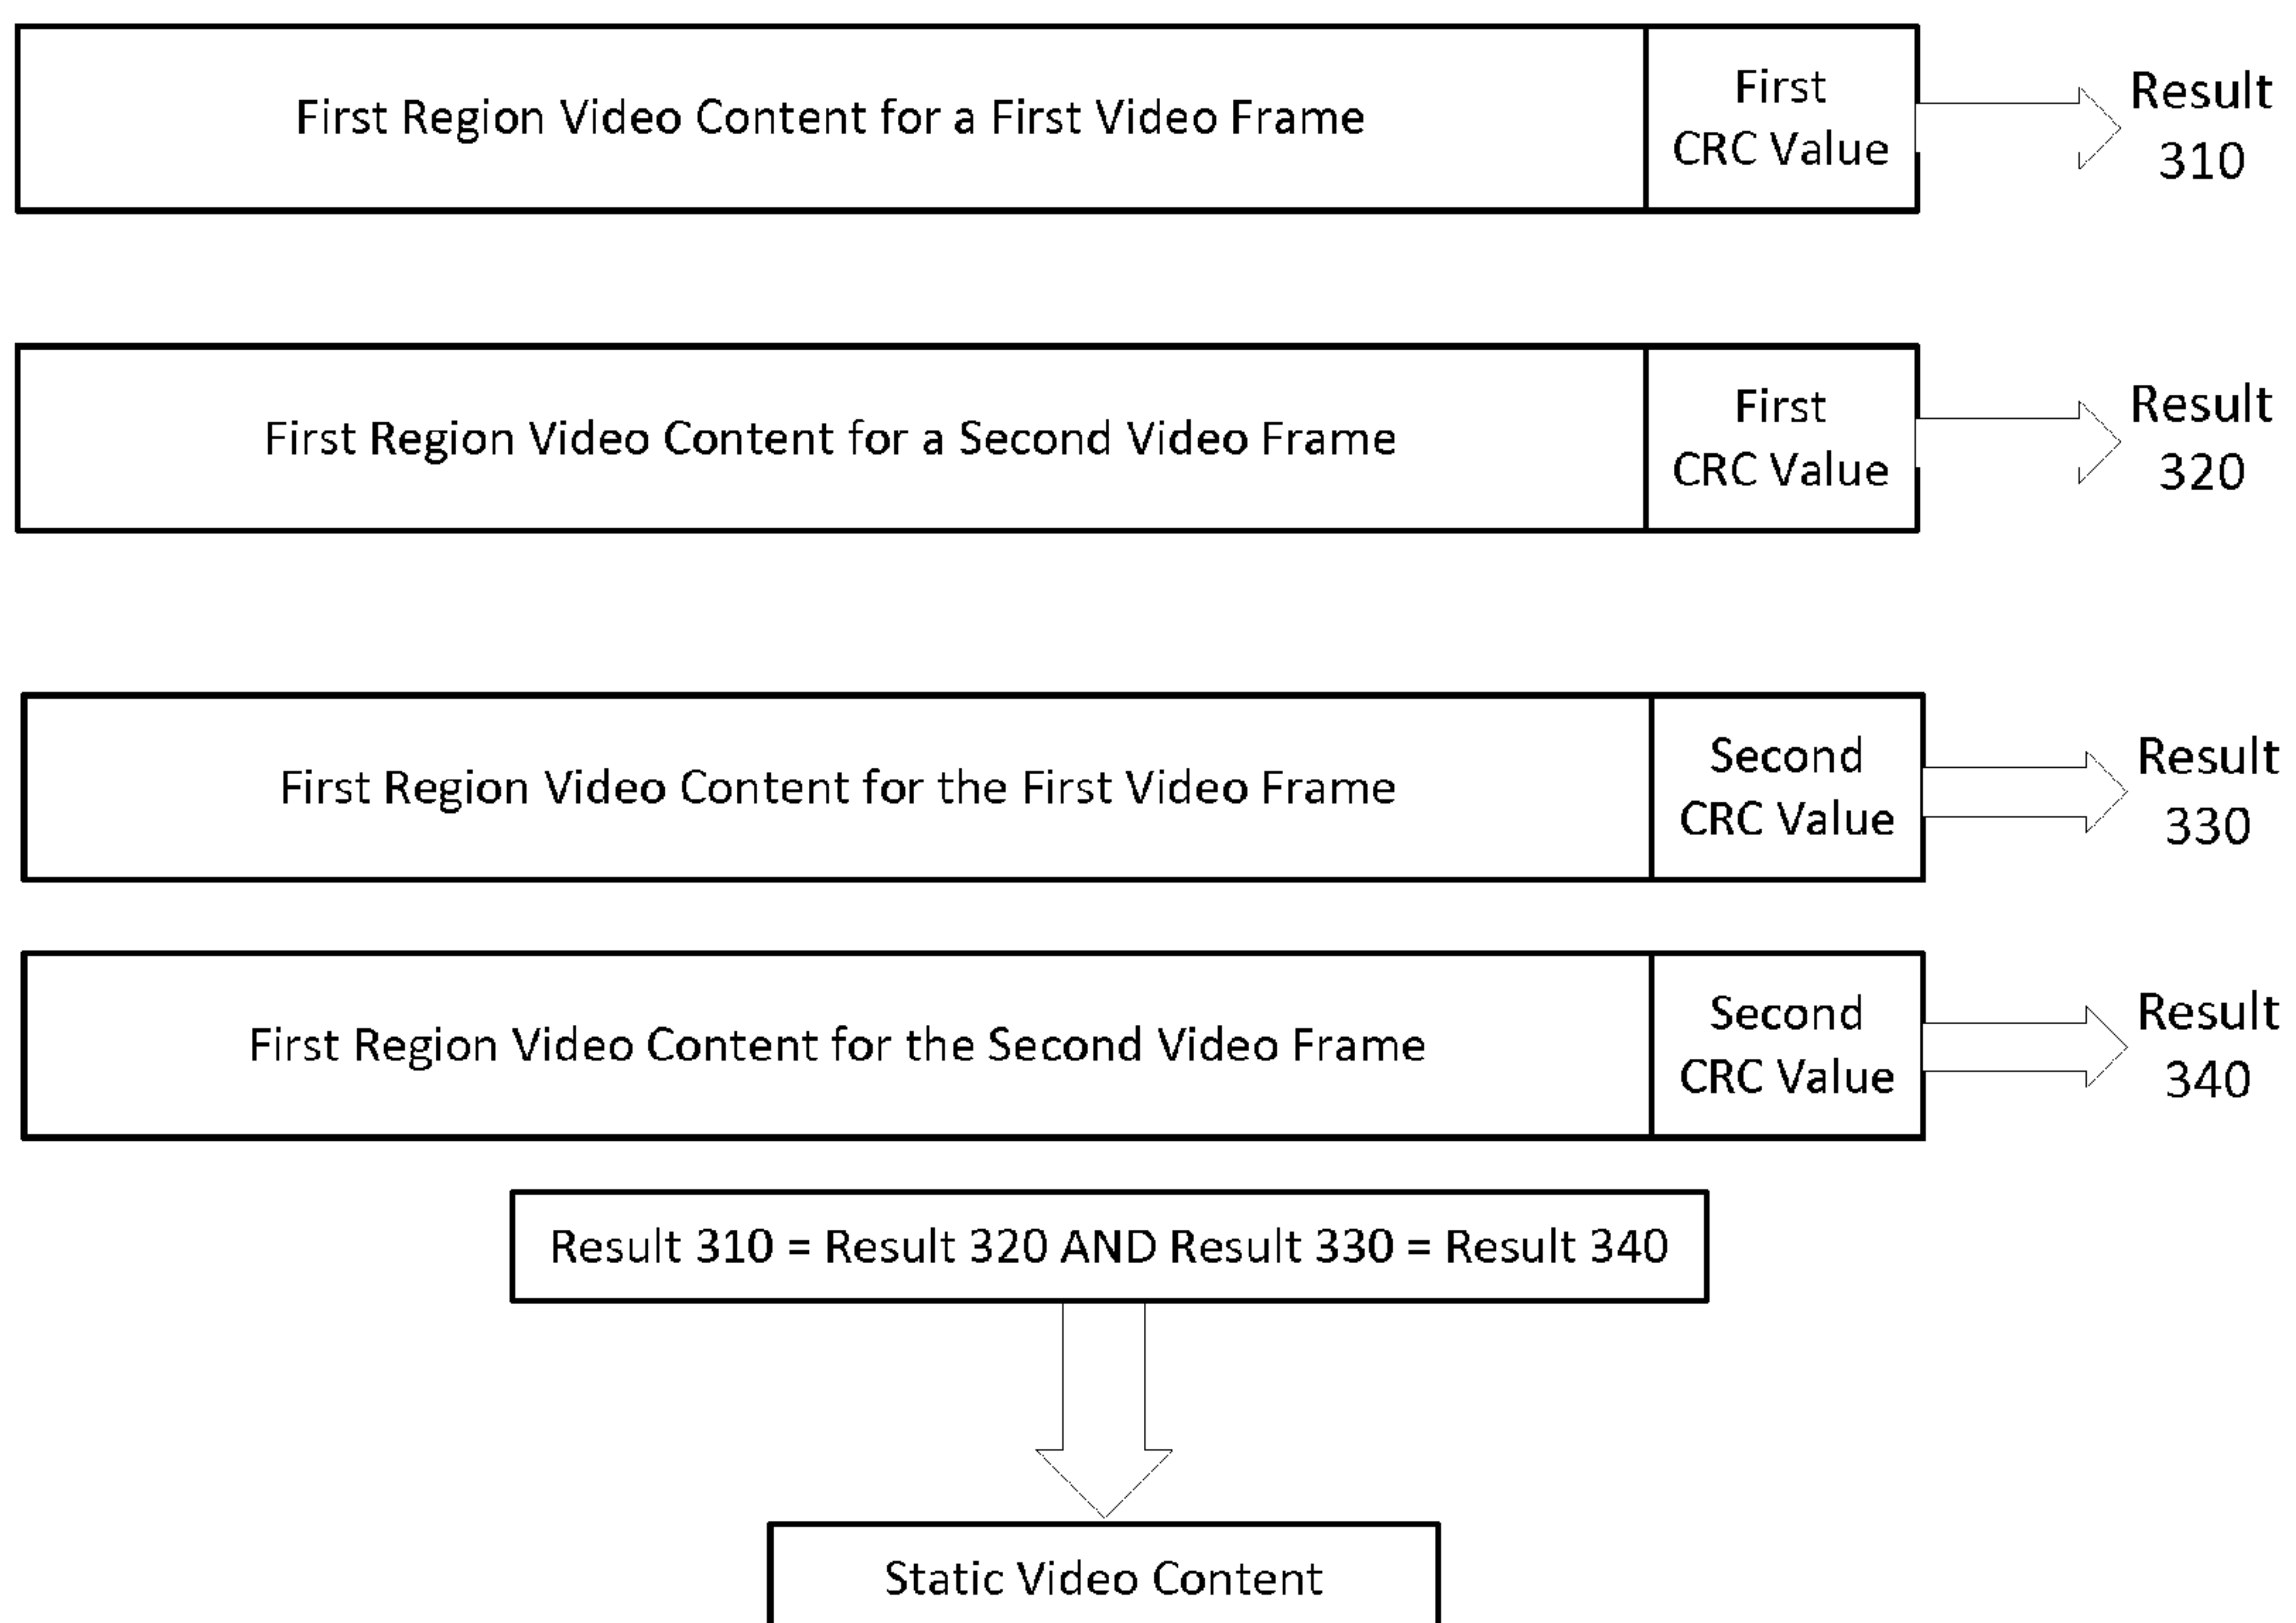 First Region Video Content for a First Video Frame
First
CRC Value
Result
310
First Region Video Content for a Second Video Frame
First
CRC Value
Result
320
First Region Video Content for the First Video Frame
Second
CRC Value
Result
330
First Region Video Content for the Second Video Frame
Second
CRC Value
Result
340
Result 310 = Result 320 AND Result 330 = Result 340
Static Video Content